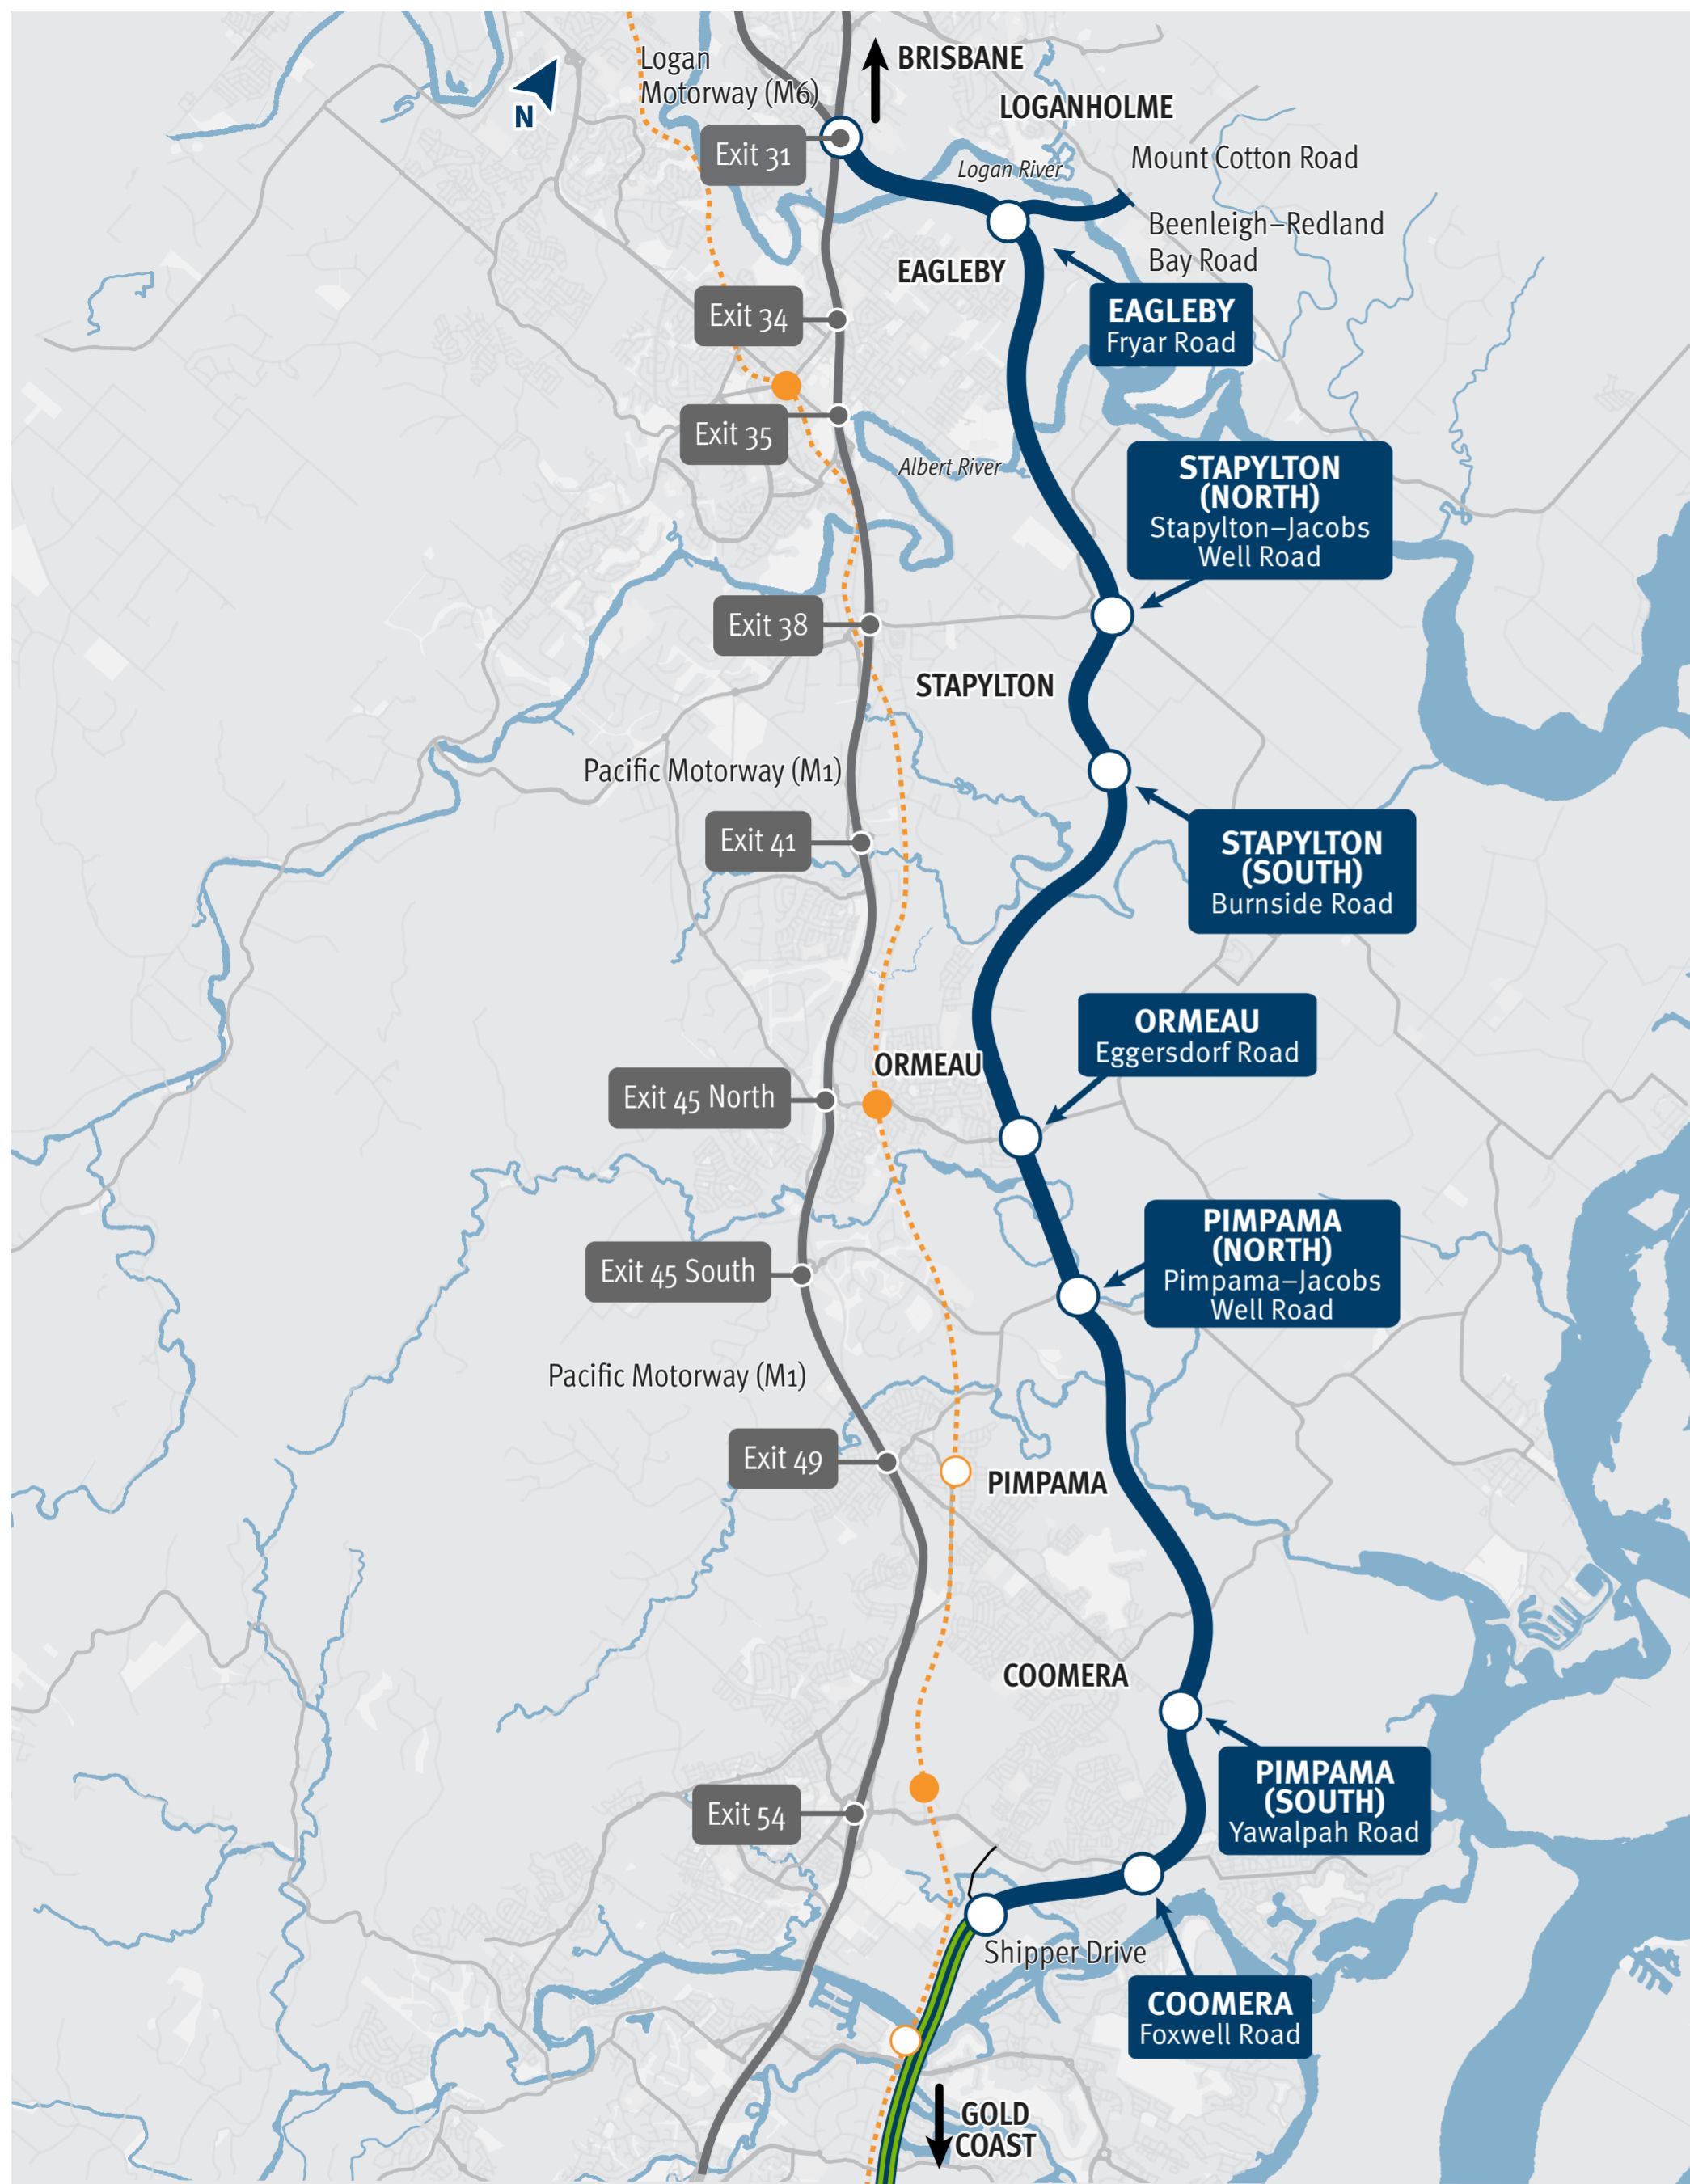 BRISBANE
Logan
Motorway (M6)
LOGANHOLME
N
Exit 31
Mount Cotton Road
Logan River
Beenleigh–Redland
Bay Road
EAGLEBY
EAGLEBY
Fryar Road
Exit 34
Exit 35
Albert River
STAPYLTON
(NORTH)
Stapylton–Jacobs
Well Road
Exit 38
STAPYLTON
Pacific Motorway (M1)
Exit 41
STAPYLTON
(SOUTH)
Burnside Road
ORMEAU
Eggersdorf Road
ORMEAU
Exit 45 North
PIMPAMA
(NORTH)
Pimpama–Jacobs
Well Road
Exit 45 South
Pacific Motorway (M1)
Exit 49
PIMPAMA
COOMERA
PIMPAMA
(SOUTH)
Yawalpah Road
Exit 54
Shipper Drive
COOMERA
Foxwell Road
GOLD
COAST